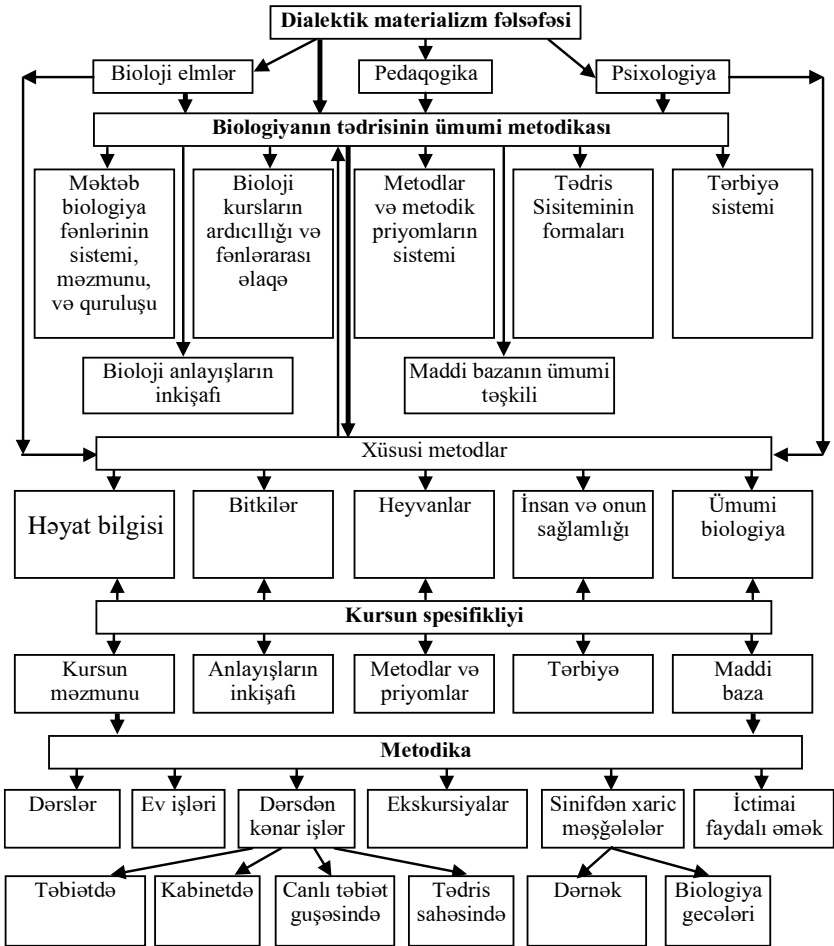 Dialektik materializm fəlsəfəsi
Bioloji elmlər
Pedaqogika
Psixologiya
Biologiyanın tədrisinin ümumi metodikası
Məktəb
biologiya
fənlərinin
sistemi,
məzmunu,
və quruluşu
Bioloji
kursların
ardıcıllığı və
fənlərarası
əlaqə
Metodlar
və metodik
priyomların
sistemi
Tədris
Sisiteminin
formaları
Tərbiyə
sistemi
Bioloji anlayışların
inkişafı
Maddi bazanın ümumi
təşkili
Xüsusi metodlar
Həyat bilgisi
Bitkilər
Heyvanlar
İnsan və onun
sağlamlığı
Ümumi
biologiya
Kursun spesifikliyi
Kursun
məzmunu
Anlayışların
inkişafı
Metodlar və
priyomlar
Tərbiyə
Maddi
baza
Metodika
Dərslər
Ev işləri
Dərsdən
kənar işlər
Ekskursiyalar
Sinifdən xaric
məşğələlər
İctimai
faydalı əmək
Təbiətdə
Kabinetdə
Canlı təbiət
guşəsində
Tədris
sahəsində
Dərnək
Biologiya
gecələri